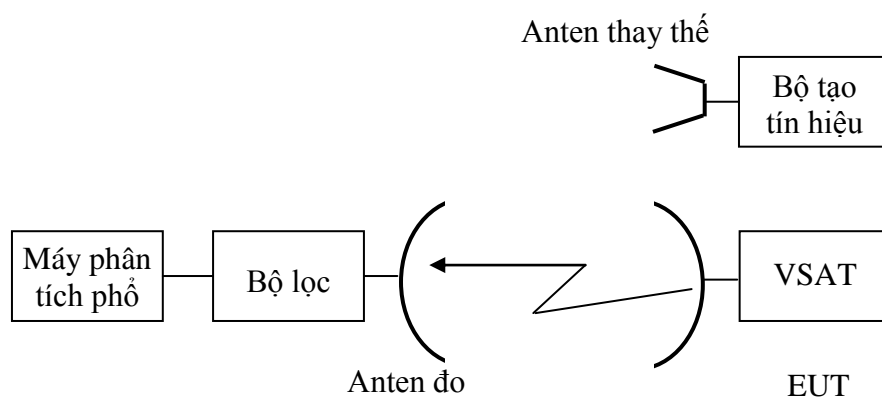 Anten thay thế
Bộ tạo
tín hiệu
Máy phân
tích phổ
Bộ lọc
VSAT
Anten đo
EUT